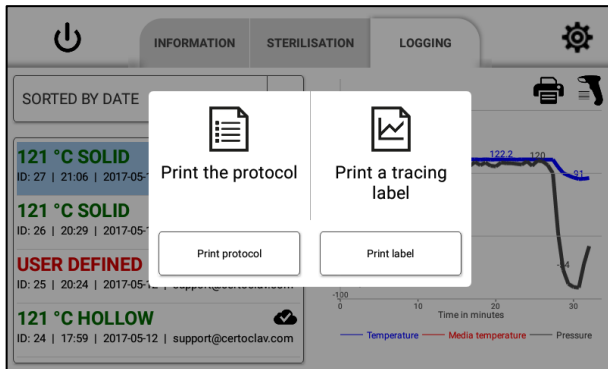 INFORMATION
STERILISATION
LOGGING
SORTED BY DATE
121 °C SOLID
ID: 27 | 21:06 | 2017-05-
121 °C SOLID
ID: 26 | 20:29 | 2017-05-
USER DEFINED
ID: 25 | 20:24 | 2017-05-12 | support@certoclav.com
121 °C HOLLOW
ID: 24 | 17:59 | 2017-05-12 | support@certoclav.com
Print the protocol
Print protocol
Print a tracing
label
Print label
122.2
120
91
-100
0
10
20
30
Time in minutes
Temperature
Media temperature
Pressure